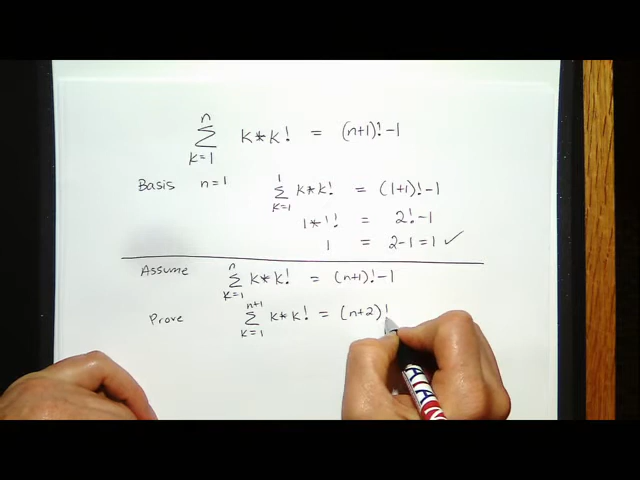 n
∑ k*k! = (n+1)!-1
k=1
Basis n=1 1
∑ k*k! = (1+1)!-1
k=1
1*1! = 2!-1
1 = 2-1=1 ✓
Assume n
∑ k*k! = (n+1)!-1
k=1
Prove n+1
∑ k*k! = (n+2)!
k=1